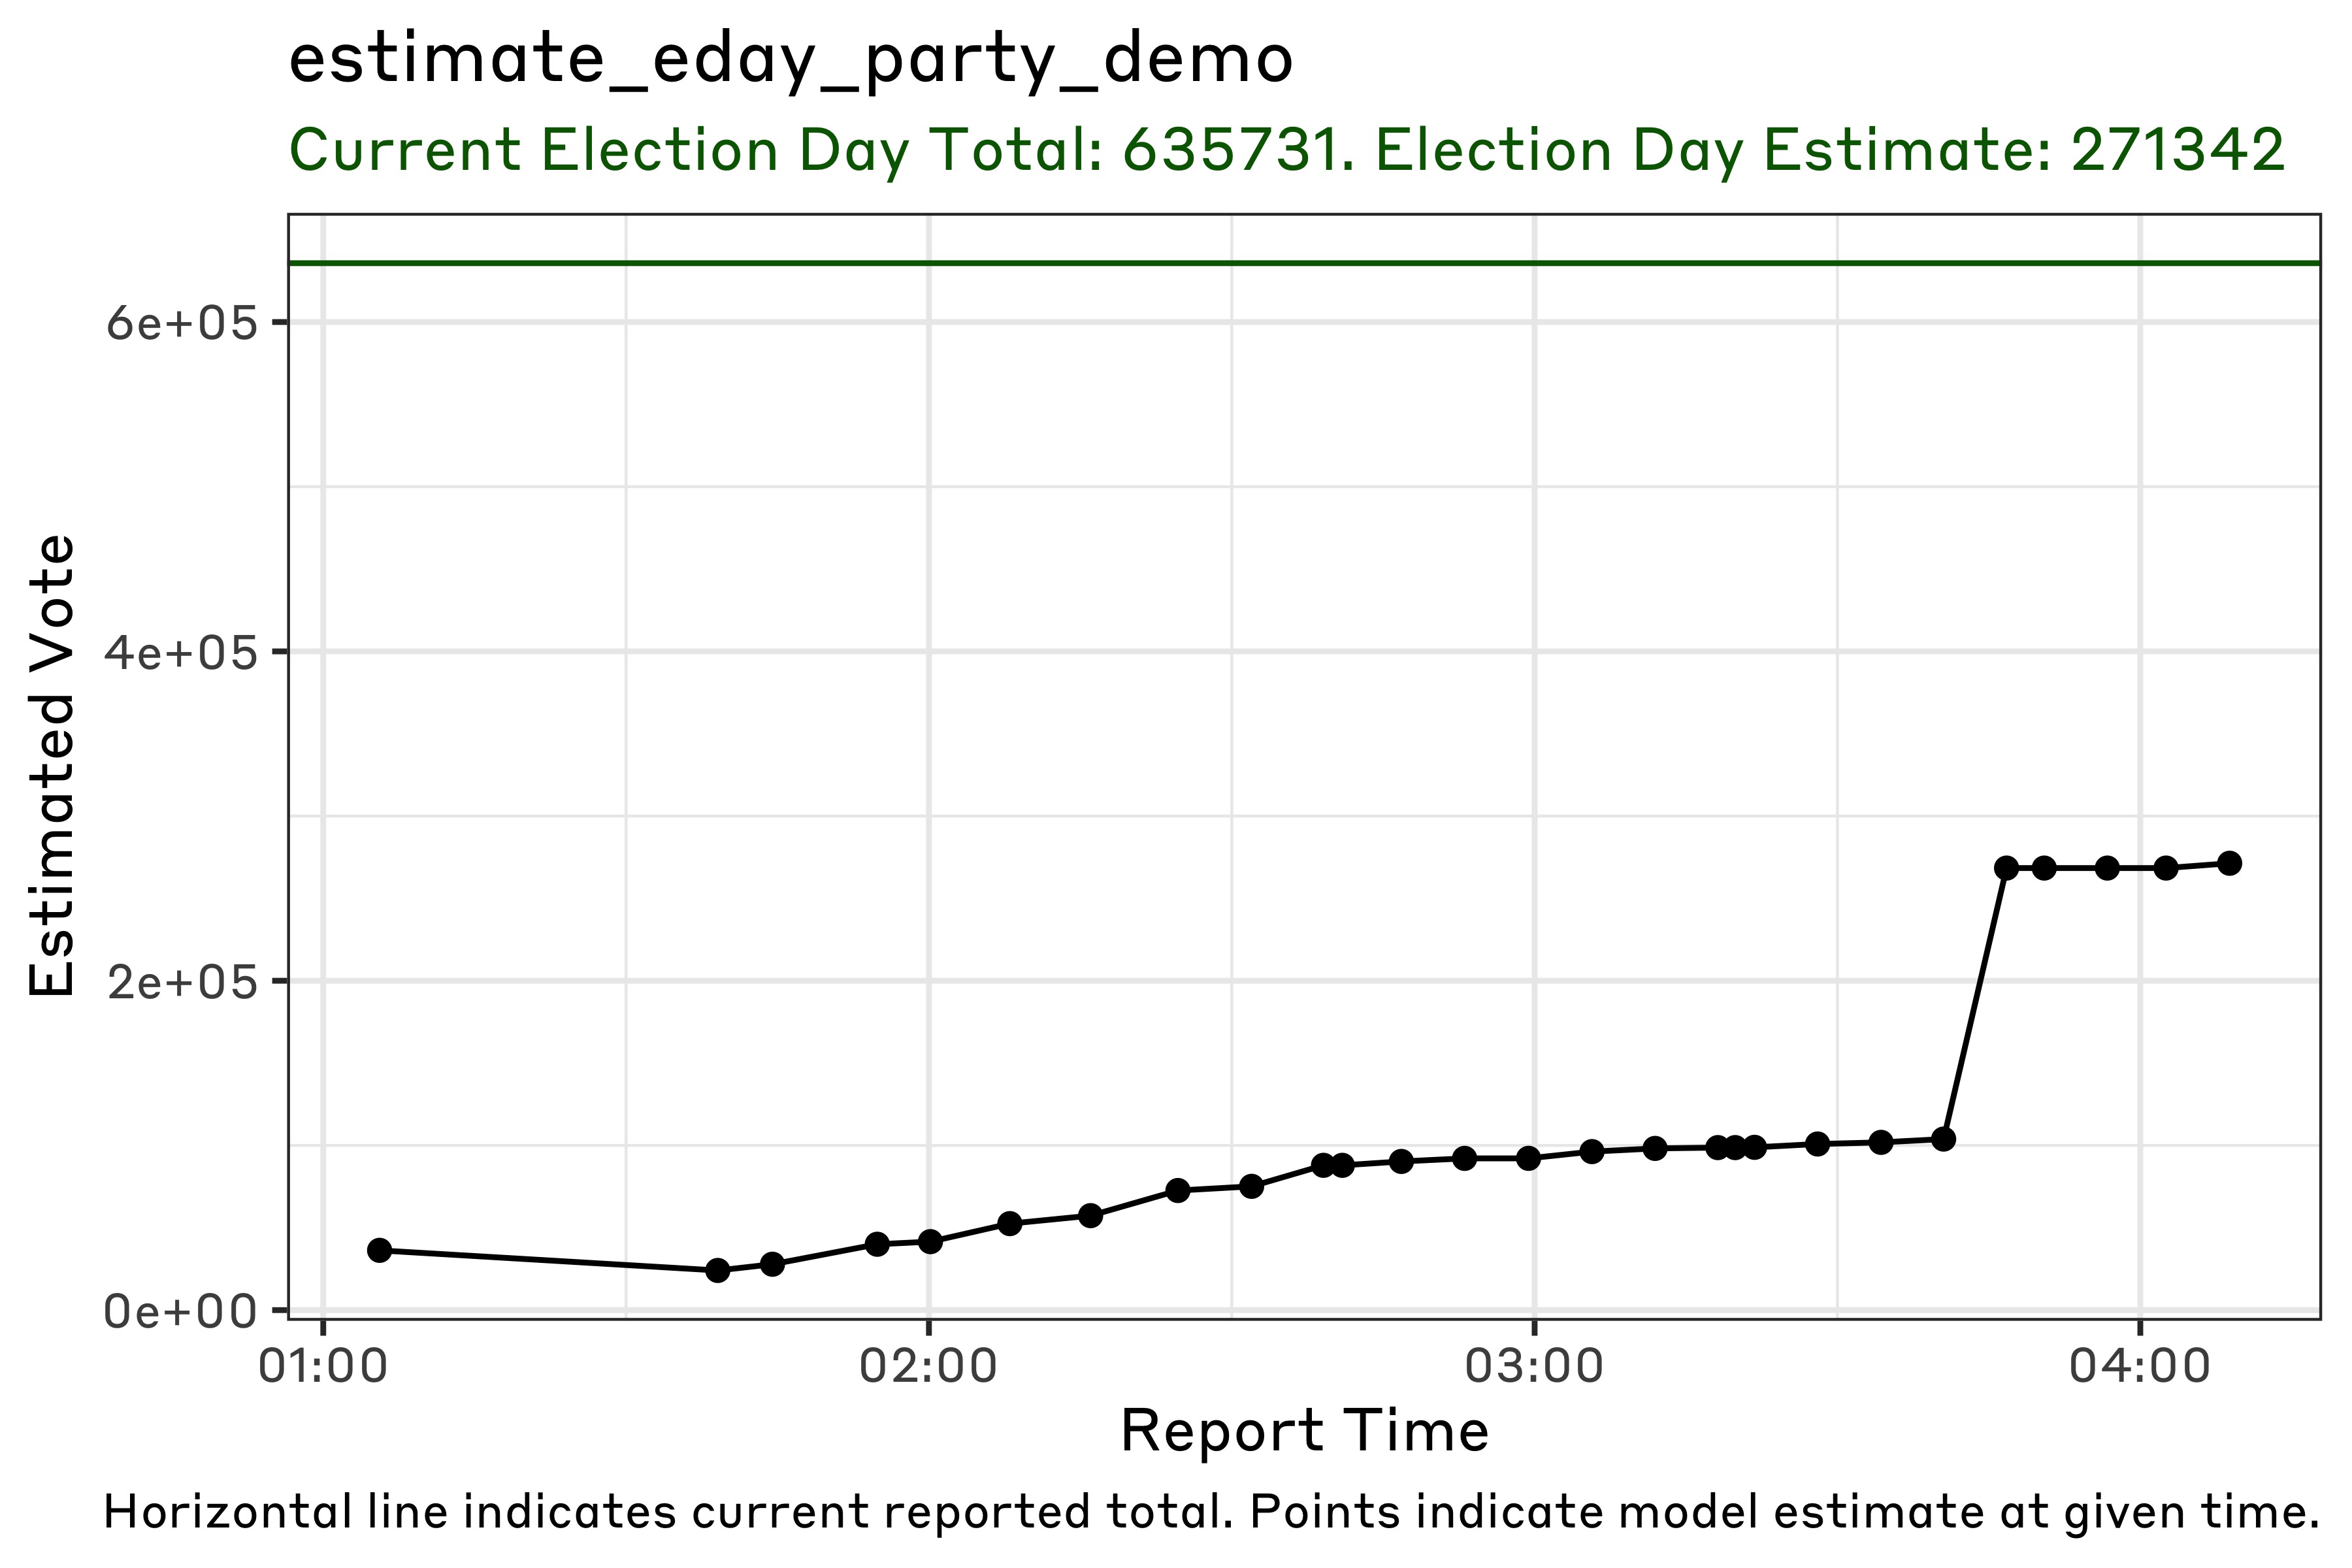 estimate_eday_party_demo
Current Election Day Total: 635731. Election Day Estimate: 271342
Estimated Vote
6e+05
4e+05
2e+05
0e+00
01:00 02:00 03:00 04:00
Report Time
Horizontal line indicates current reported total. Points indicate model estimate at given time.